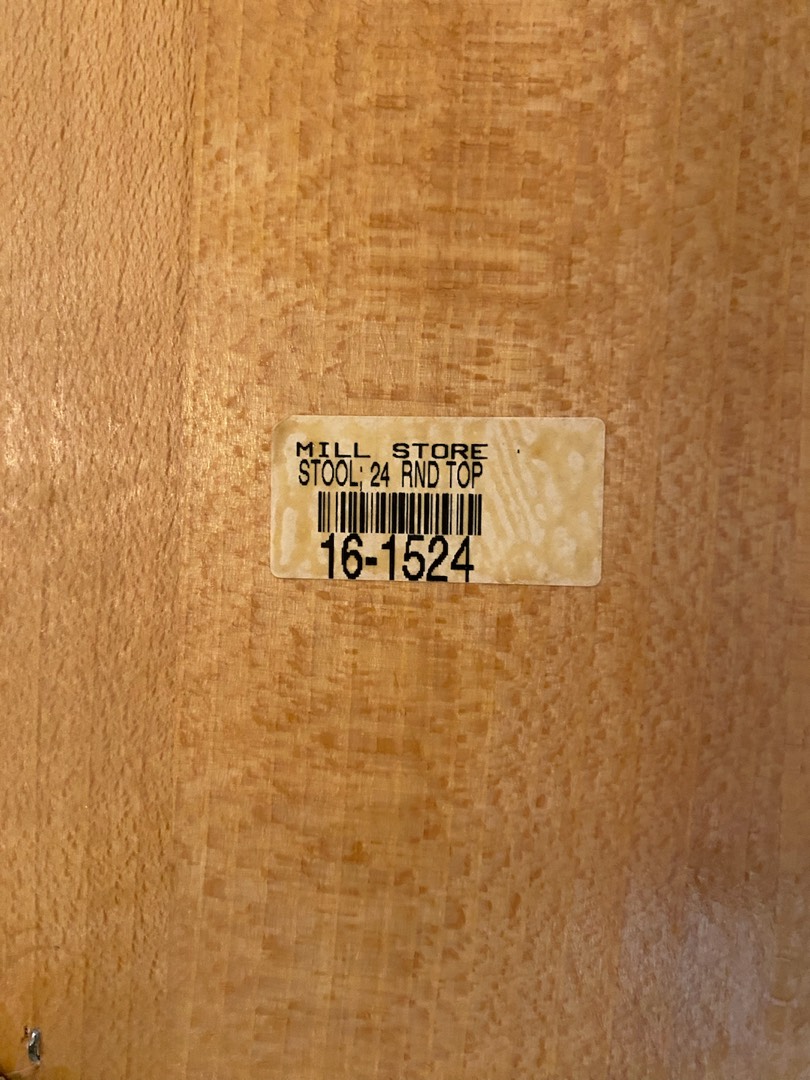 MILL STORE
STOOL; 24 RND TOP
16-1524